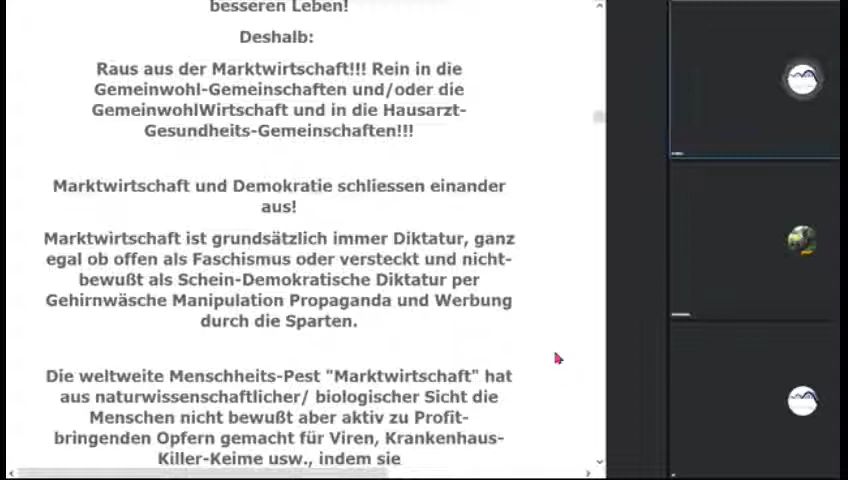 besseren Leben!
Deshalb:
Raus aus der Marktwirtschaft!!! Rein in die
Gemeinwohl-Gemeinschaften und/oder die
GemeinwohlWirtschaft und in die Hausarzt-
Gesundheits-Gemeinschaften!!!
Marktwirtschaft und Demokratie schliessen einander
aus!
Marktwirtschaft ist grundsätzlich immer Diktatur, ganz
egal ob offen als Faschismus oder versteckt und nicht-
bewußt als Schein-Demokratische Diktatur per
Gehirnwäsche Manipulation Propaganda und Werbung
durch die Sparten.
Die weltweite Menschheits-Pest "Marktwirtschaft" hat
aus naturwissenschaftlicher/ biologischer Sicht die
Menschen nicht bewußt aber aktiv zu Profit-
bringenden Opfern gemacht für Viren, Krankenhaus-
Killer-Keime usw., indem sie